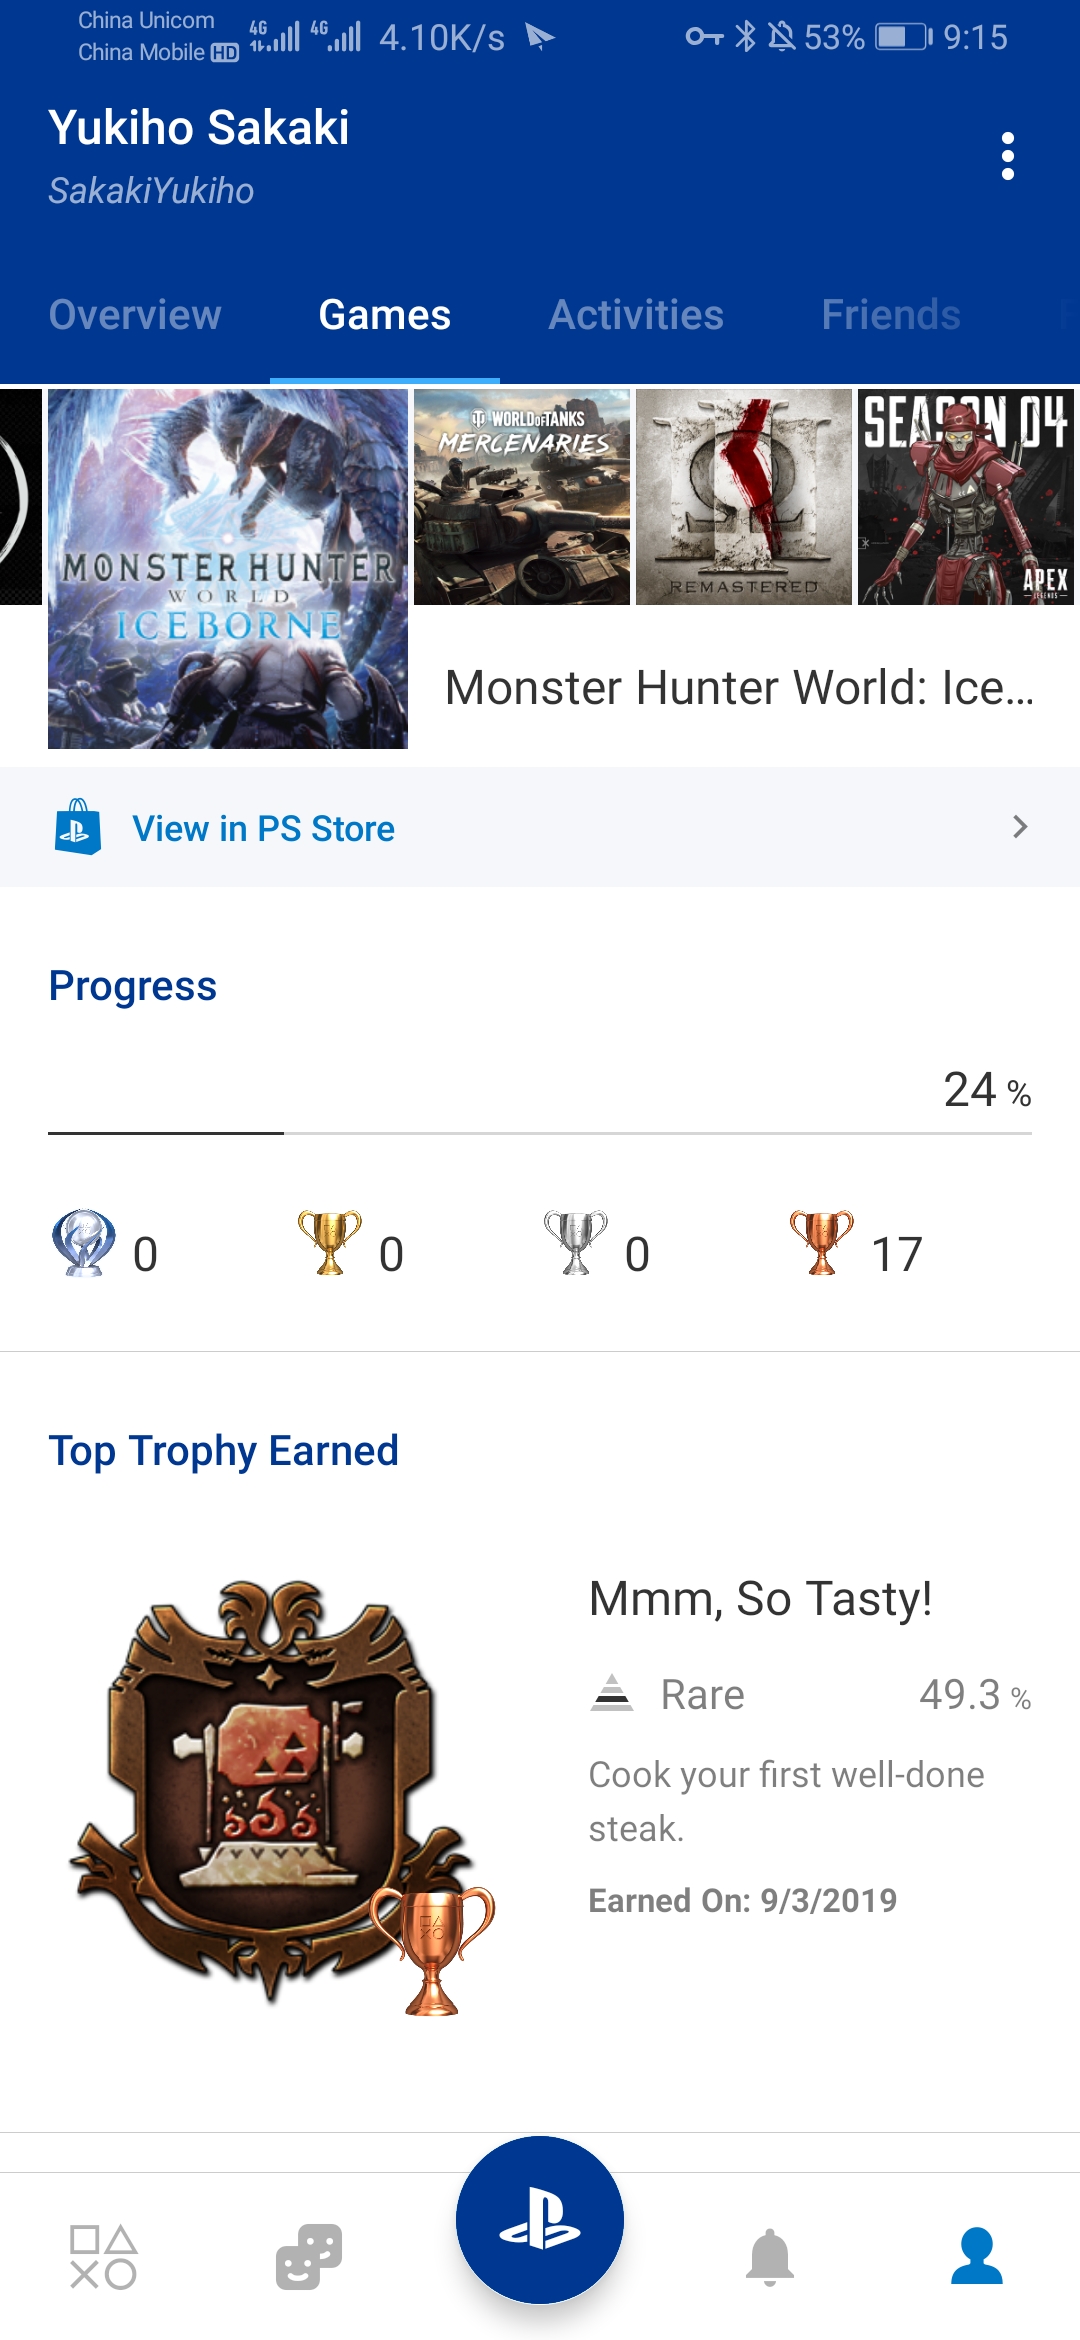 China Unicom
China Mobile HD
4G 4G 4.10K/s 53% 9:15
Yukiho Sakaki
SakakiYukiho
Overview Games Activities Friends
MONSTER HUNTER
WORLD
ICEBORNE
WORLD OF TANKS
MERCENARIES
REMASTERED
SEASON 04
APEX
LEGENDS
Monster Hunter World: Ice...
View in PS Store
Progress
24 %
0 0 0 17
Top Trophy Earned
Mmm, So Tasty!
Rare 49.3 %
Cook your first well-done
steak.
Earned On: 9/3/2019